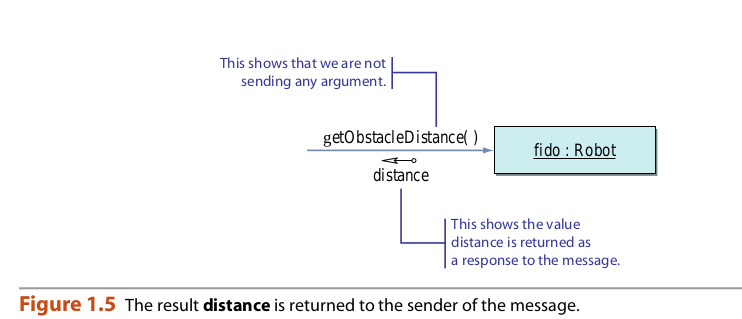 This shows that we are not
sending any argument.
getObstacleDistance( )
fido : Robot
distance
This shows the value
distance is returned as
a response to the message.
Figure 1.5 The result distance is returned to the sender of the message.